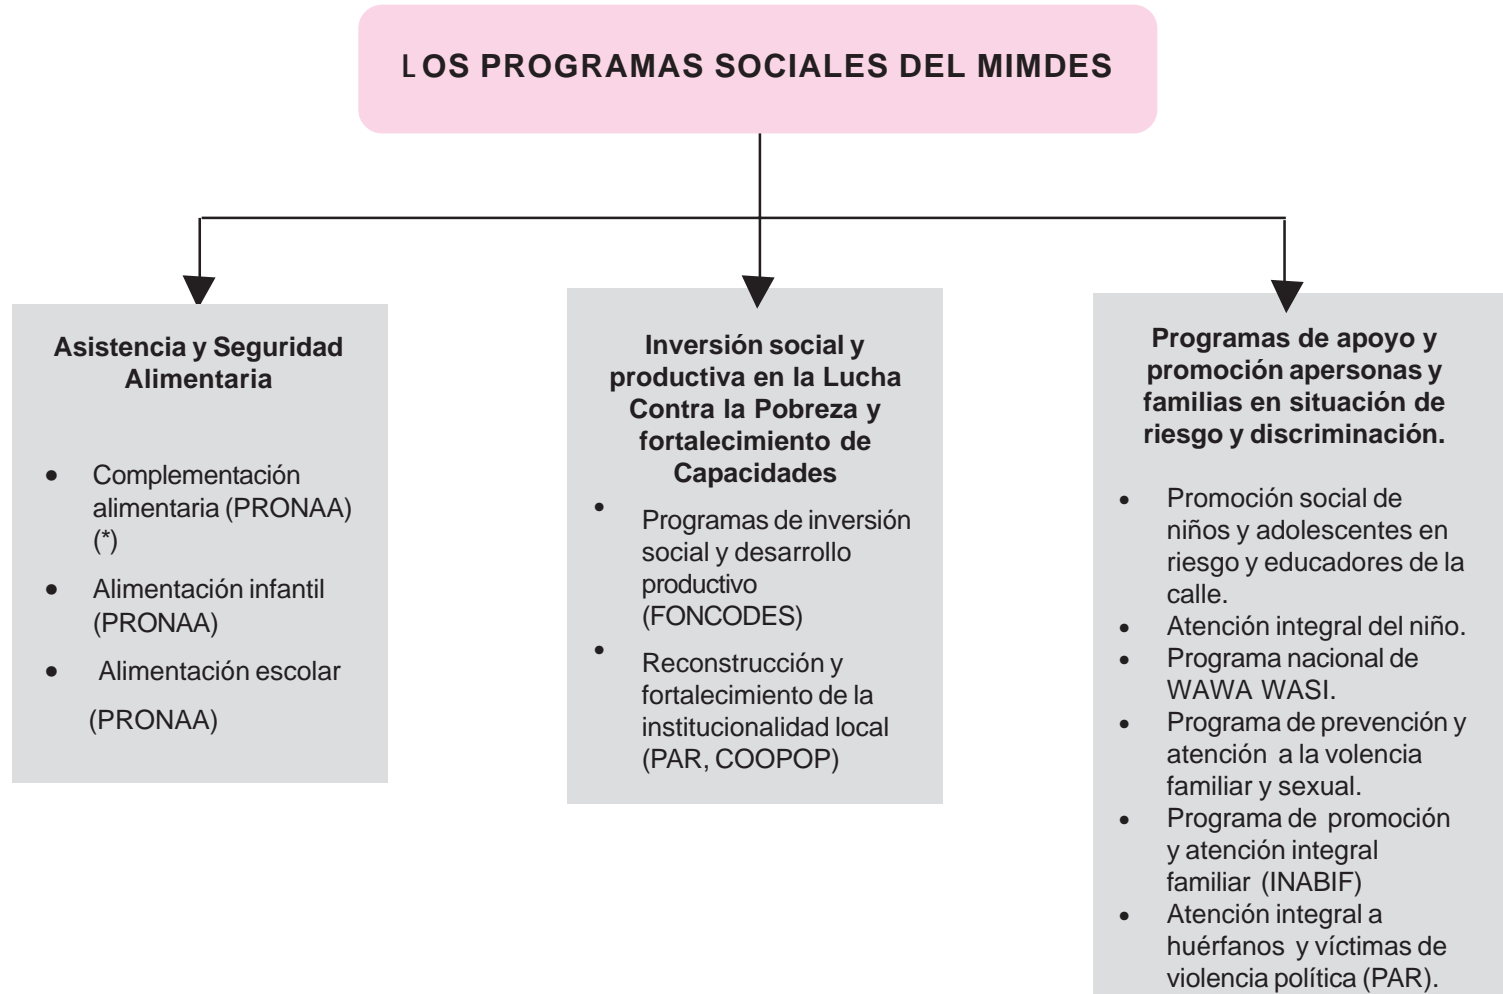 LOS PROGRAMAS SOCIALES DEL MIMDES
Asistencia y Seguridad
Alimentaria
• Complementación
alimentaria (PRONAA)
(*)
• Alimentación infantil
(PRONAA)
• Alimentación escolar
(PRONAA)
Inversión social y
productiva en la Lucha
Contra la Pobreza y
fortalecimiento de
Capacidades
• Programas de inversión
social y desarrollo
productivo
(FONCODES)
• Reconstrucción y
fortalecimiento de la
institucionalidad local
(PAR, COOPOP)
Programas de apoyo y
promoción apersonas y
familias en situación de
riesgo y discriminación.
• Promoción social de
niños y adolescentes en
riesgo y educadores de la
calle.
• Atención integral del niño.
• Programa nacional de
WAWA WASI.
• Programa de prevención y
atención a la volencia
familiar y sexual.
• Programa de promoción
y atención integral
familiar (INABIF)
• Atención integral a
huérfanos y víctimas de
violencia política (PAR).